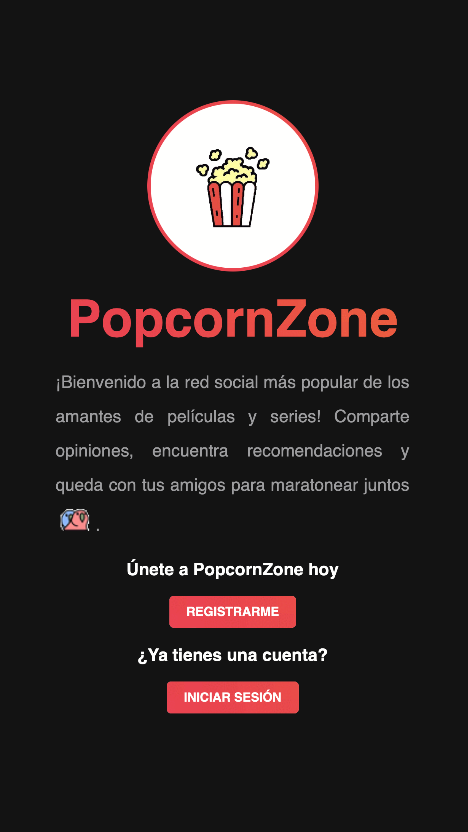 PopcornZone
¡Bienvenido a la red social más popular de los
amantes de películas y series! Comparte
opiniones, encuentra recomendaciones y
queda con tus amigos para maratonear juntos
.
Únete a PopcornZone hoy
REGISTRARME
¿Ya tienes una cuenta?
INICIAR SESIÓN